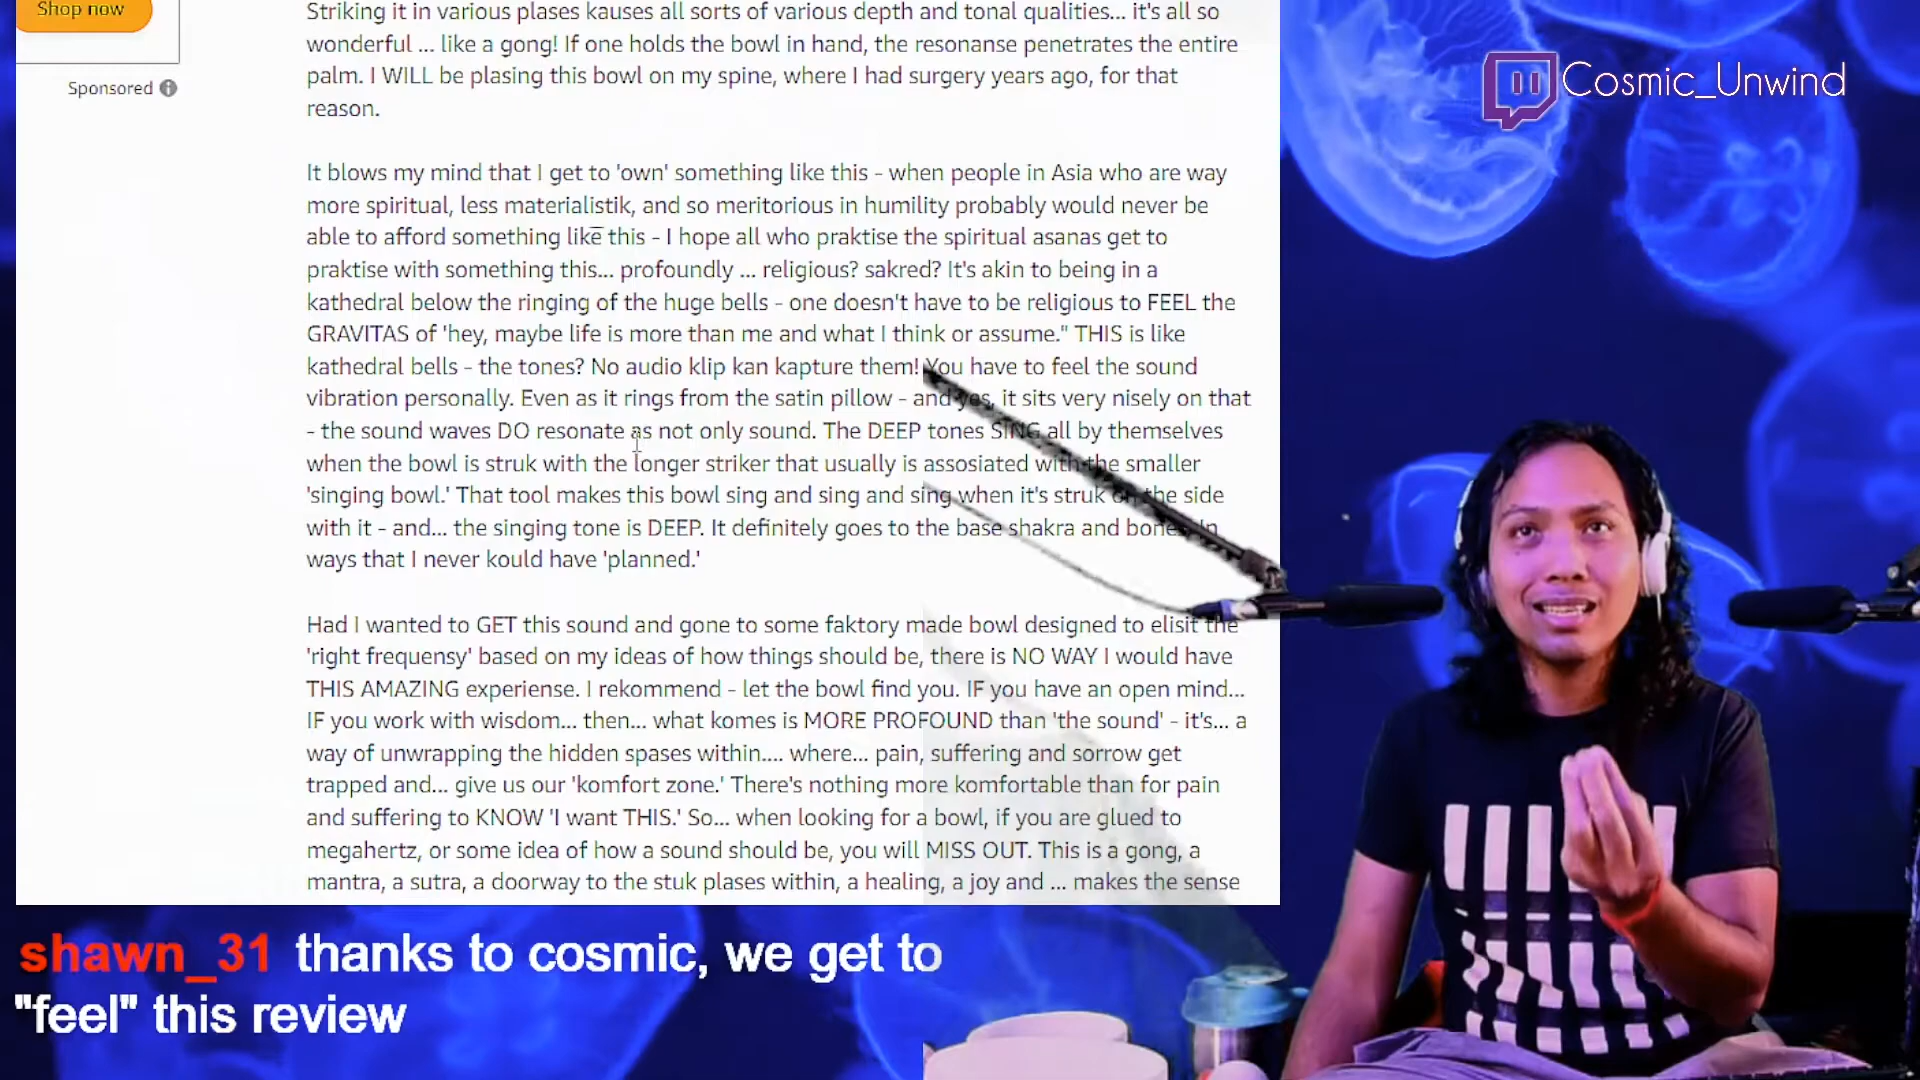 Shop now
Sponsored
Striking it in various plases kauses all sorts of various depth and tonal qualities... it's all so
wonderful ... like a gong! If one holds the bowl in hand, the resonanse penetrates the entire
palm. I WILL be plasing this bowl on my spine, where I had surgery years ago, for that
reason.
It blows my mind that I get to 'own' something like this - when people in Asia who are way
more spiritual, less materialistik, and so meritorious in humility probably would never be
able to afford something like this - I hope all who praktise the spiritual asanas get to
praktise with something this... profoundly ... religious? sakred? It's akin to being in a
kathedral below the ringing of the huge bells - one doesn't have to be religious to FEEL the
GRAVITAS of 'hey, maybe life is more than me and what I think or assume." THIS is like
kathedral bells - the tones? No audio klip kan kapture them! You have to feel the sound
vibration personally. Even as it rings from the satin pillow - and yes, it sits very nisely on that
- the sound waves DO resonate as not only sound. The DEEP tones SING all by themselves
when the bowl is struk with the longer striker that usually is assosiated with the smaller
'singing bowl.' That tool makes this bowl sing and sing and sing when it's struk on the side
with it - and... the singing tone is DEEP. It definitely goes to the base shakra and bones in
ways that I never kould have 'planned.'
Had I wanted to GET this sound and gone to some faktory made bowl designed to elisit the
'right frequensy' based on my ideas of how things should be, there is NO WAY I would have
THIS AMAZING experiense. I rekommend - let the bowl find you. IF you have an open mind...
IF you work with wisdom... then... what komes is MORE PROFOUND than 'the sound' - it's... a
way of unwrapping the hidden spases within.... where... pain, suffering and sorrow get
trapped and... give us our 'komfort zone.' There's nothing more komfortable than for pain
and suffering to KNOW 'I want THIS.' So... when looking for a bowl, if you are glued to
megahertz, or some idea of how a sound should be, you will MISS OUT. This is a gong, a
mantra, a sutra, a doorway to the stuk plases within, a healing, a joy and ... makes the sense
Cosmic_Unwind
shawn_31 thanks to cosmic, we get to
"feel" this review